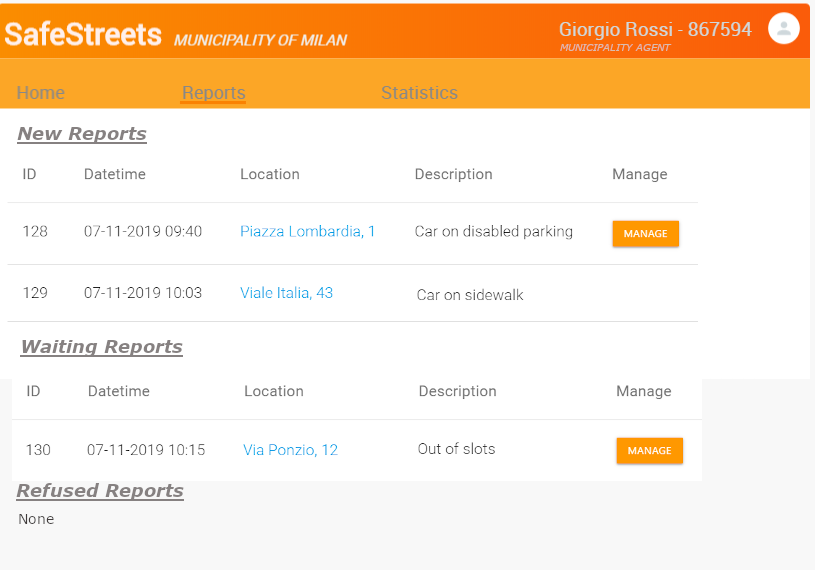 SafeStreets MUNICIPALITY OF MILAN
Giorgio Rossi - 867594
MUNICIPALITY AGENT
Home Reports Statistics
New Reports
ID Datetime Location Description Manage
128 07-11-2019 09:40 Piazza Lombardia, 1 Car on disabled parking MANAGE
129 07-11-2019 10:03 Viale Italia, 43 Car on sidewalk
Waiting Reports
ID Datetime Location Description Manage
130 07-11-2019 10:15 Via Ponzio, 12 Out of slots MANAGE
Refused Reports
None